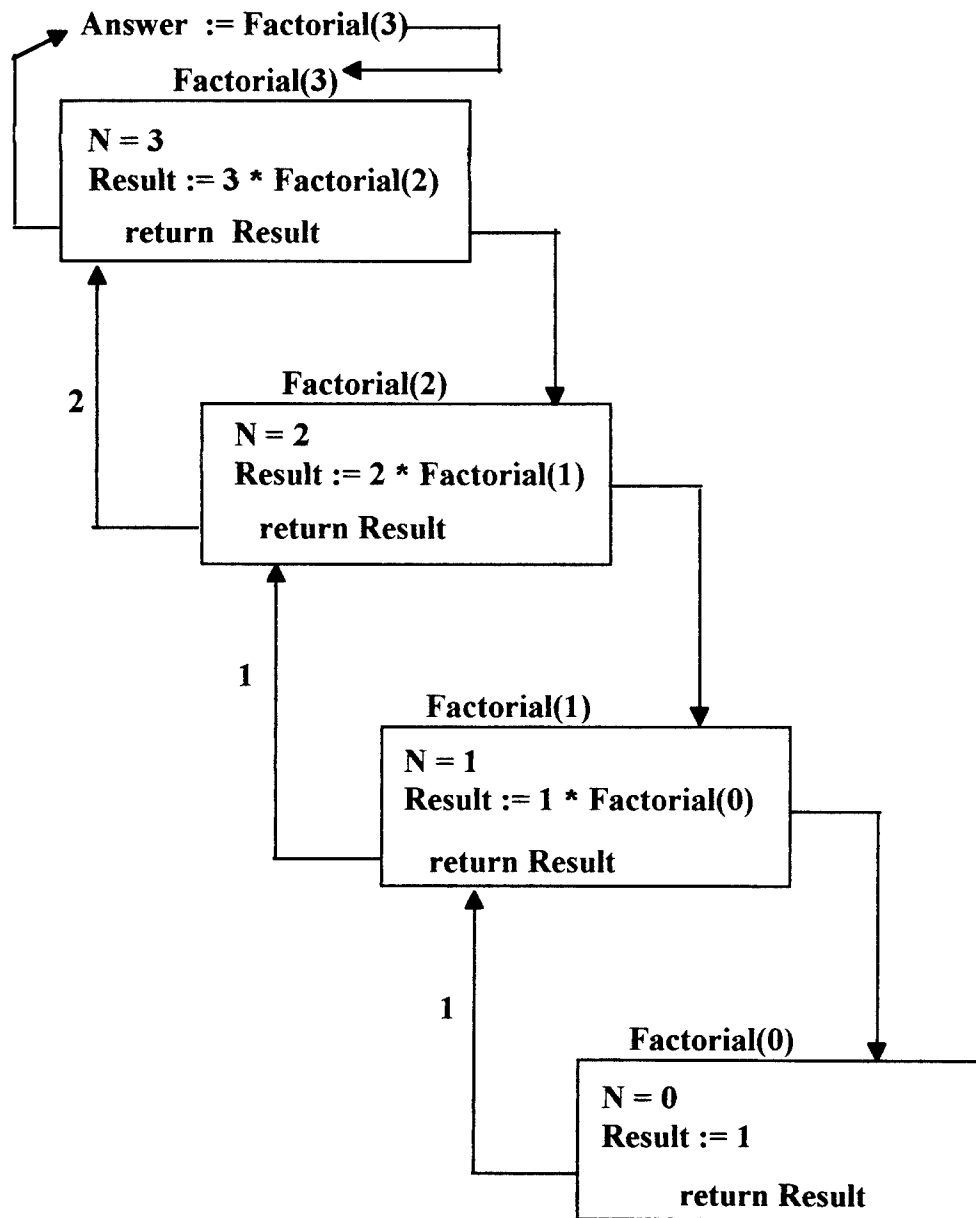 Answer := Factorial(3)
Factorial(3)
N = 3
Result := 3 * Factorial(2)
return Result
2
Factorial(2)
N = 2
Result := 2 * Factorial(1)
return Result
1
Factorial(1)
N = 1
Result := 1 * Factorial(0)
return Result
1
Factorial(0)
N = 0
Result := 1
return Result